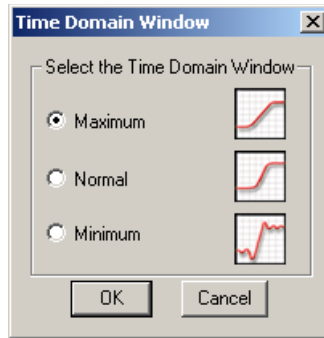 Time Domain Window
Select the Time Domain Window
Maximum
Normal
Minimum
OK Cancel